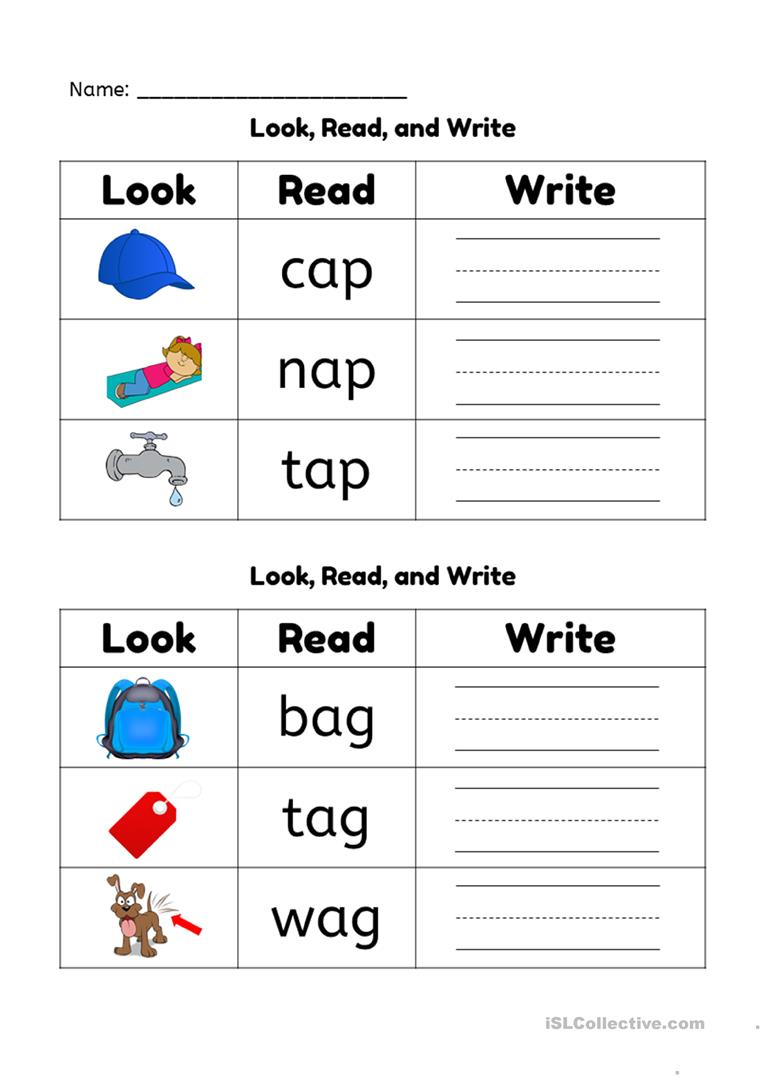 Name: ______________________
Look, Read, and Write
Look Read Write
cap
nap
tap
Look, Read, and Write
Look Read Write
bag
tag
wag
iSLCollective.com